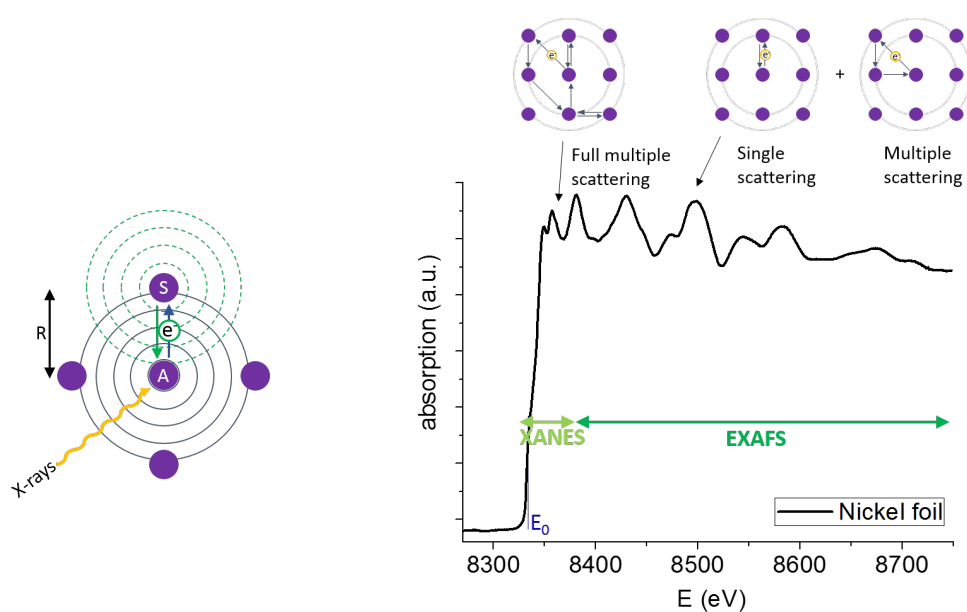 e⁻
e⁻
+
e⁻
Full multiple
scattering
Single
scattering
Multiple
scattering
S
R
e⁻
A
X-rays
absorption (a.u.)
XANES
EXAFS
E₀
Nickel foil
8300
8400
8500
8600
8700
E (eV)